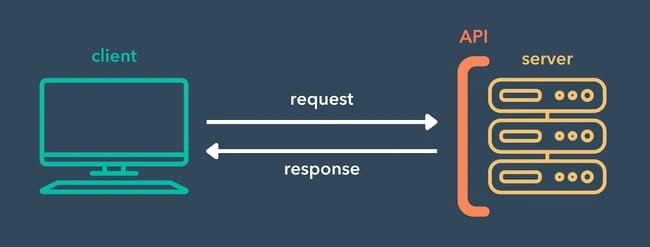 client
API
server
request
response